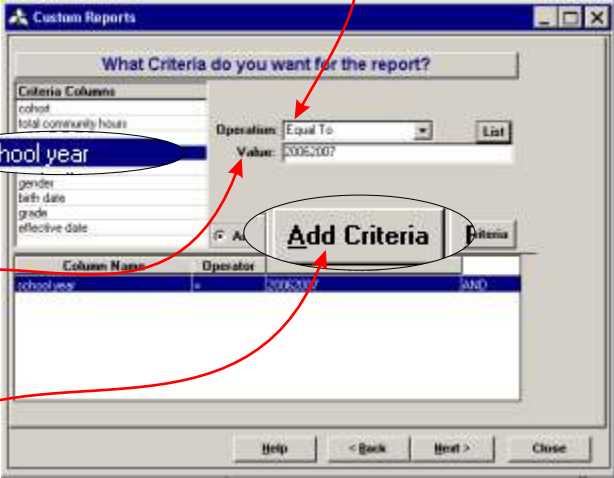 Custom Reports
What Criteria do you want for the report?
Criteria Columns
cohort
total community hours
hool year
gender
birth date
grade
effective date
Operation: Equal To
List
Value: 20062007
Add Criteria
riteria
Column Name Operator
school year = 20062007 AND
Help < Back Next > Close